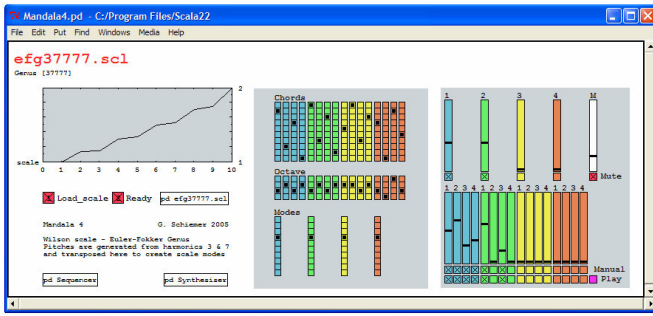 Mandala4.pd - C:/Program Files/Scala22
File Edit Put Find Windows Media Help
efg37777.scl
Genus [37777]
2
scale 1
0 1 2 3 4 5 6 7 8 9 10
Load_scale Ready pd efg37777.scl
Mandala 4 G. Schiemer 2005
Wilson scale - Euler-Fokker Genus
Pitches are generated from harmonics 3 & 7
and transposed here to create scale modes
pd Sequencer pd Synthesiser
Chords
Octave
Modes
1 2 3 4 M
Mute
1 2 3 4 1 2 3 4 1 2 3 4 1 2 3 4
Manual
Play